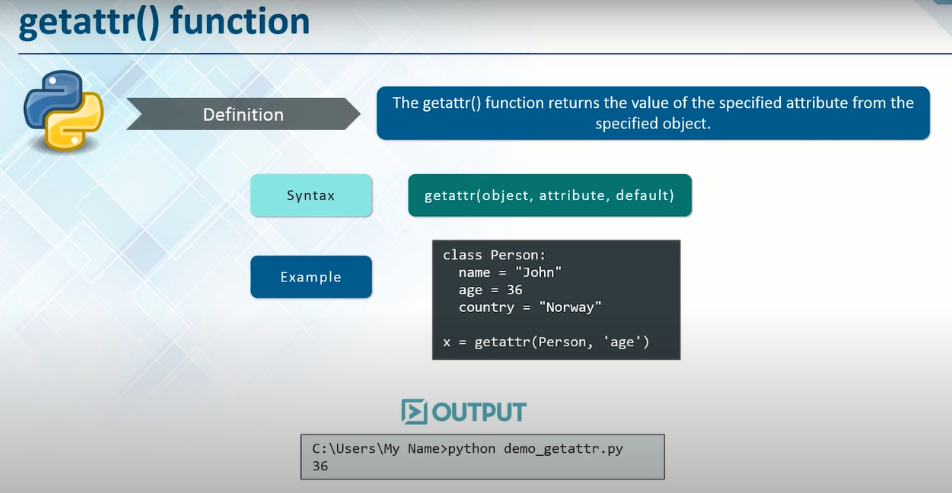 getattr() function
Definition
The getattr() function returns the value of the specified attribute from the
specified object.
Syntax
getattr(object, attribute, default)
Example
class Person:
  name = "John"
  age = 36
  country = "Norway"

x = getattr(Person, 'age')
OUTPUT
C:\Users\My Name>python demo_getattr.py
36